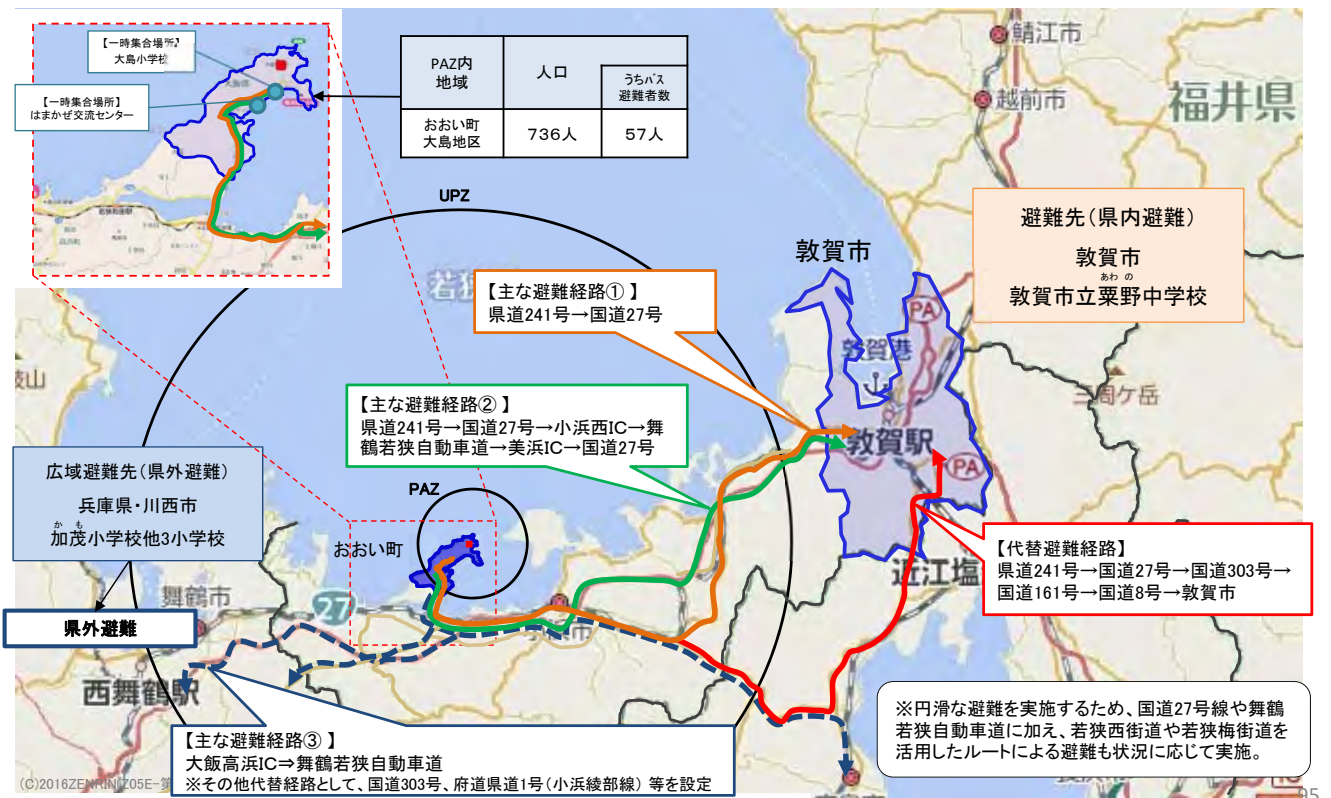 【一時集合場所】
大島小学校
【一時集合場所】
はまかぜ交流センター
PAZ内
地域
人口
うちバス
避難者数
おおい町
大島地区
736人
57人
鯖江市
越前市
福井県
UPZ
避難先(県内避難)
敦賀市
あわ の
敦賀市立粟野中学校
敦賀市
【主な避難経路①】
県道241号→国道27号
PA
敦賀港
三周ケ岳
敦賀駅
PA
【主な避難経路②】
県道241号→国道27号→小浜西IC→舞
鶴若狭自動車道→美浜IC→国道27号
広域避難先(県外避難)
兵庫県・川西市
か も
加茂小学校他3小学校
PAZ
おおい町
【代替避難経路】
県道241号→国道27号→国道303号→
国道161号→国道8号→敦賀市
近江塩
舞鶴市
27
県外避難
西舞鶴駅
※円滑な避難を実施するため、国道27号線や舞鶴
若狭自動車道に加え、若狭西街道や若狭梅街道を
活用したルートによる避難も状況に応じて実施。
【主な避難経路③】
大飯高浜IC⇒舞鶴若狭自動車道
※その他代替経路として、国道303号、府道県道1号(小浜綾部線) 等を設定
(C)2016ZENRIN(Z05E-第
95